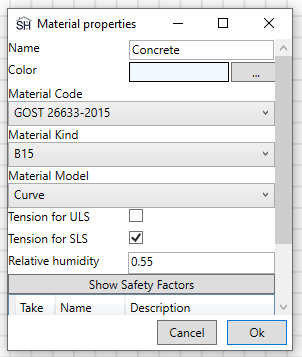 SH Material properties
Name Concrete
Color ...
Material Code
GOST 26633-2015
Material Kind
B15
Material Model
Curve
Tension for ULS
Tension for SLS
Relative humidity 0.55
Show Safety Factors
Take Name Description
Cancel Ok